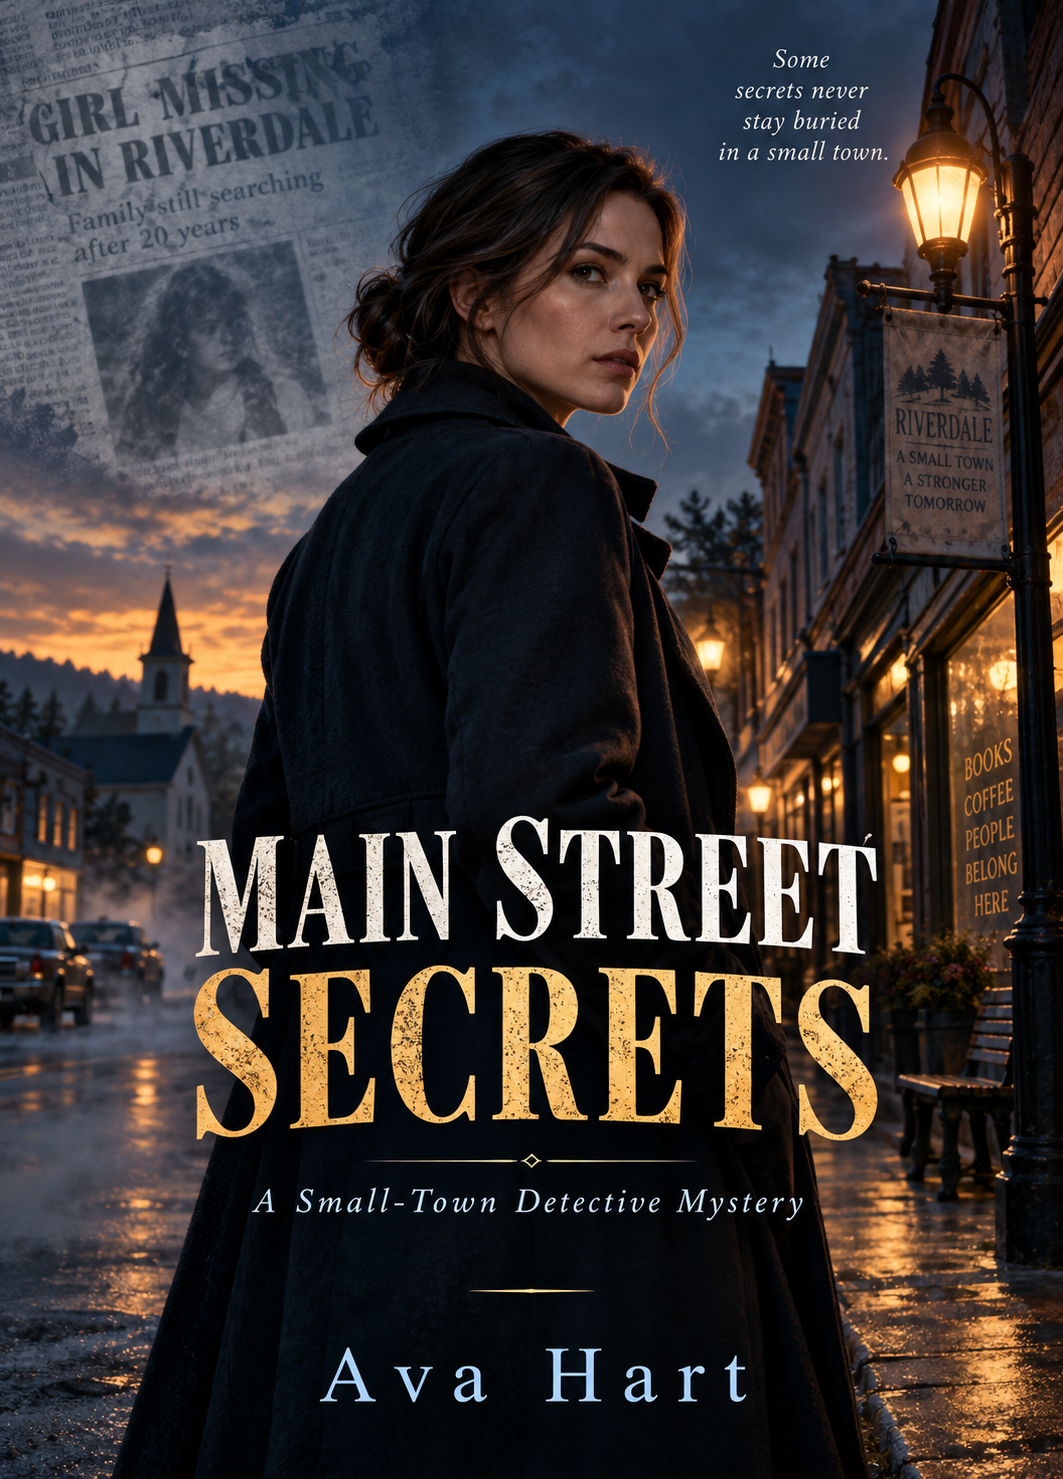 GIRL MISSING
IN RIVERDALE
Family still searching
after 20 years
Some
secrets never
stay buried
in a small town.
RIVERDALE
A SMALL TOWN
A STRONGER
TOMORROW
BOOKS
COFFEE
PEOPLE
BELONG
HERE
MAIN STREET
SECRETS
A Small-Town Detective Mystery
Ava Hart